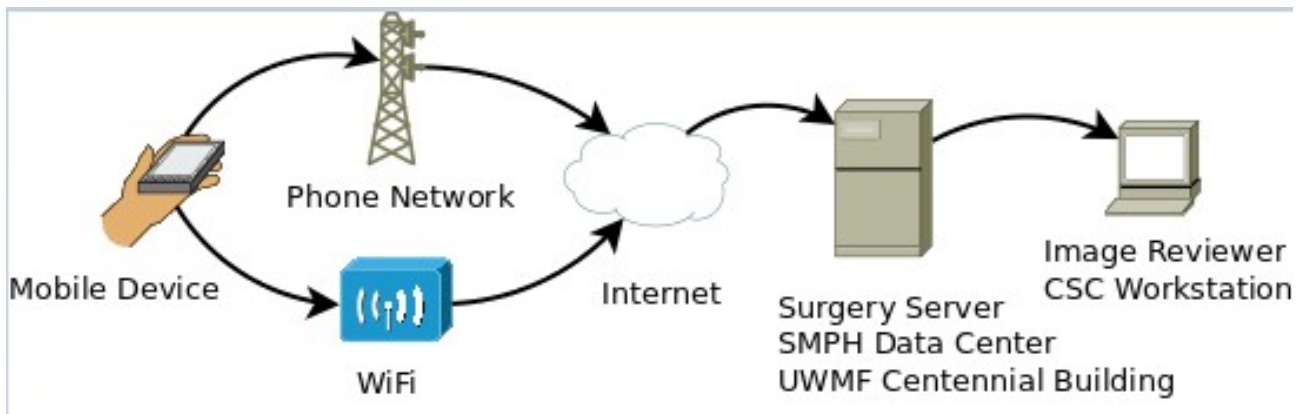 Phone Network
Mobile Device
WiFi
Internet
Surgery Server
SMPH Data Center
UWMF Centennial Building
Image Reviewer
CSC Workstation